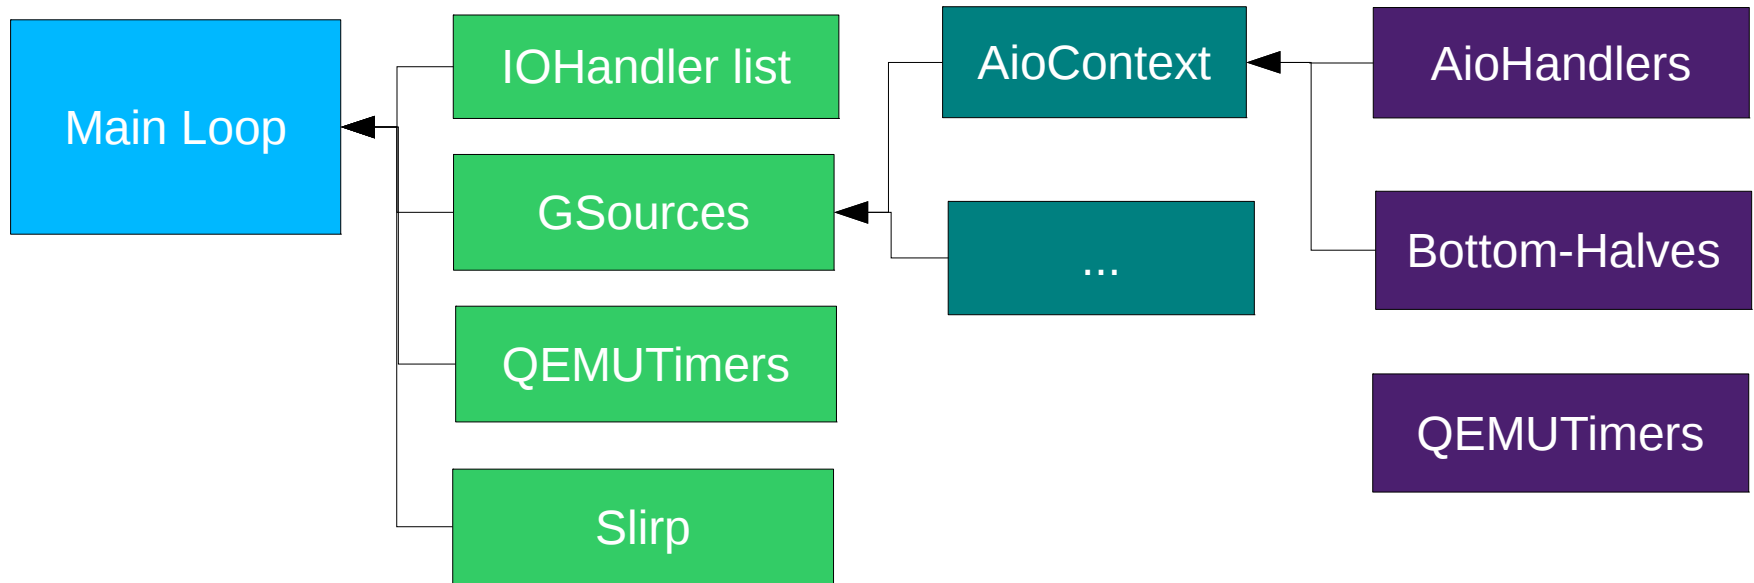 Main Loop
IOHandler list
GSources
QEMUTimers
Slirp
AioContext
...
AioHandlers
Bottom-Halves
QEMUTimers